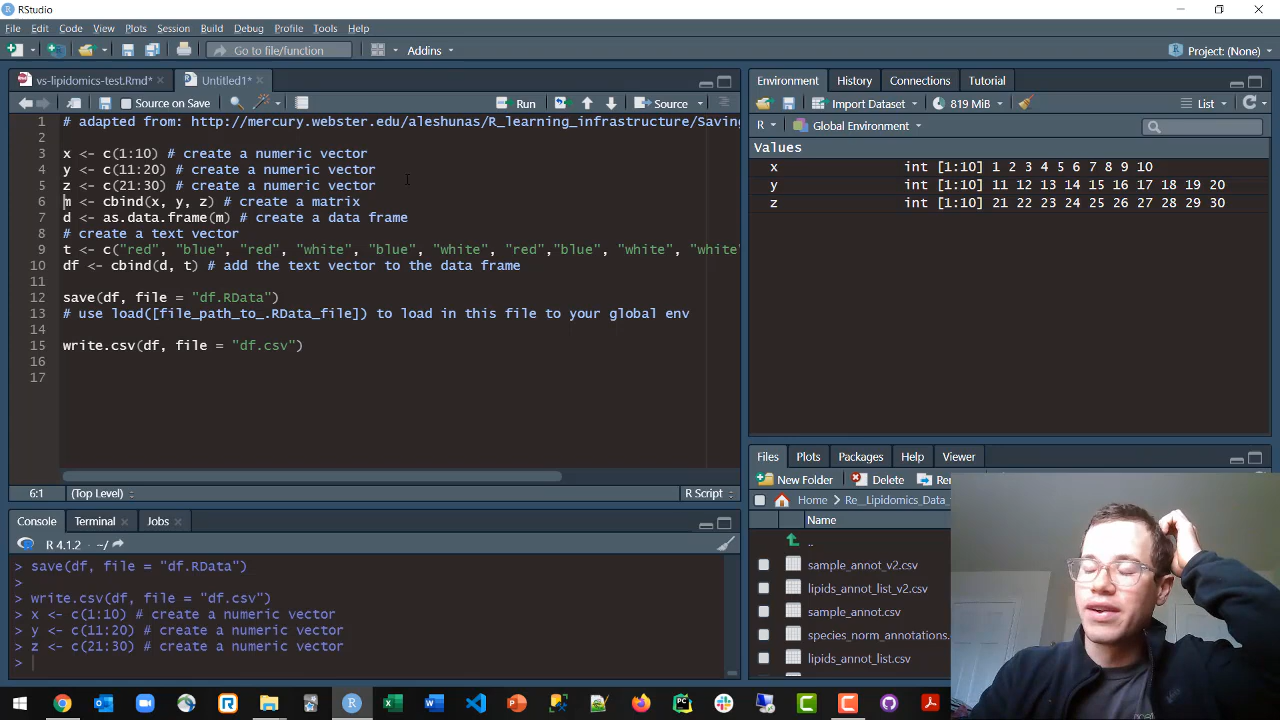 RStudio
File Edit Code View Plots Session Build Debug Profile Tools Help
Go to file/function Addins Project: (None)
vs-lipidomics-test.Rmd* Untitled1*
Source on Save Run Source
1 # adapted from: http://mercury.webster.edu/aleshunas/R_learning_infrastructure/Saving
2
3 x <- c(1:10) # create a numeric vector
4 y <- c(11:20) # create a numeric vector
5 z <- c(21:30) # create a numeric vector
6 m <- cbind(x, y, z) # create a matrix
7 d <- as.data.frame(m) # create a data frame
8 # create a text vector
9 t <- c("red", "blue", "red", "white", "blue", "white", "red","blue", "white", "white"
10 df <- cbind(d, t) # add the text vector to the data frame
11
12 save(df, file = "df.RData")
13 # use load([file_path_to_.RData_file]) to load in this file to your global env
14
15 write.csv(df, file = "df.csv")
16
17
6:1 (Top Level) R Script
Console Terminal Jobs
R 4.1.2 · ~/
> save(df, file = "df.RData")
>
> write.csv(df, file = "df.csv")
> x <- c(1:10) # create a numeric vector
> y <- c(11:20) # create a numeric vector
> z <- c(21:30) # create a numeric vector
>
Environment History Connections Tutorial
Import Dataset 819 MiB List
R Global Environment
Values
x int [1:10] 1 2 3 4 5 6 7 8 9 10
y int [1:10] 11 12 13 14 15 16 17 18 19 20
z int [1:10] 21 22 23 24 25 26 27 28 29 30
Files Plots Packages Help Viewer
New Folder Delete Ren
Home Re__Lipidomics_Data_
Name
..
sample_annot_v2.csv
lipids_annot_list_v2.csv
sample_annot.csv
species_norm_annotations.
lipids_annot_list.csv